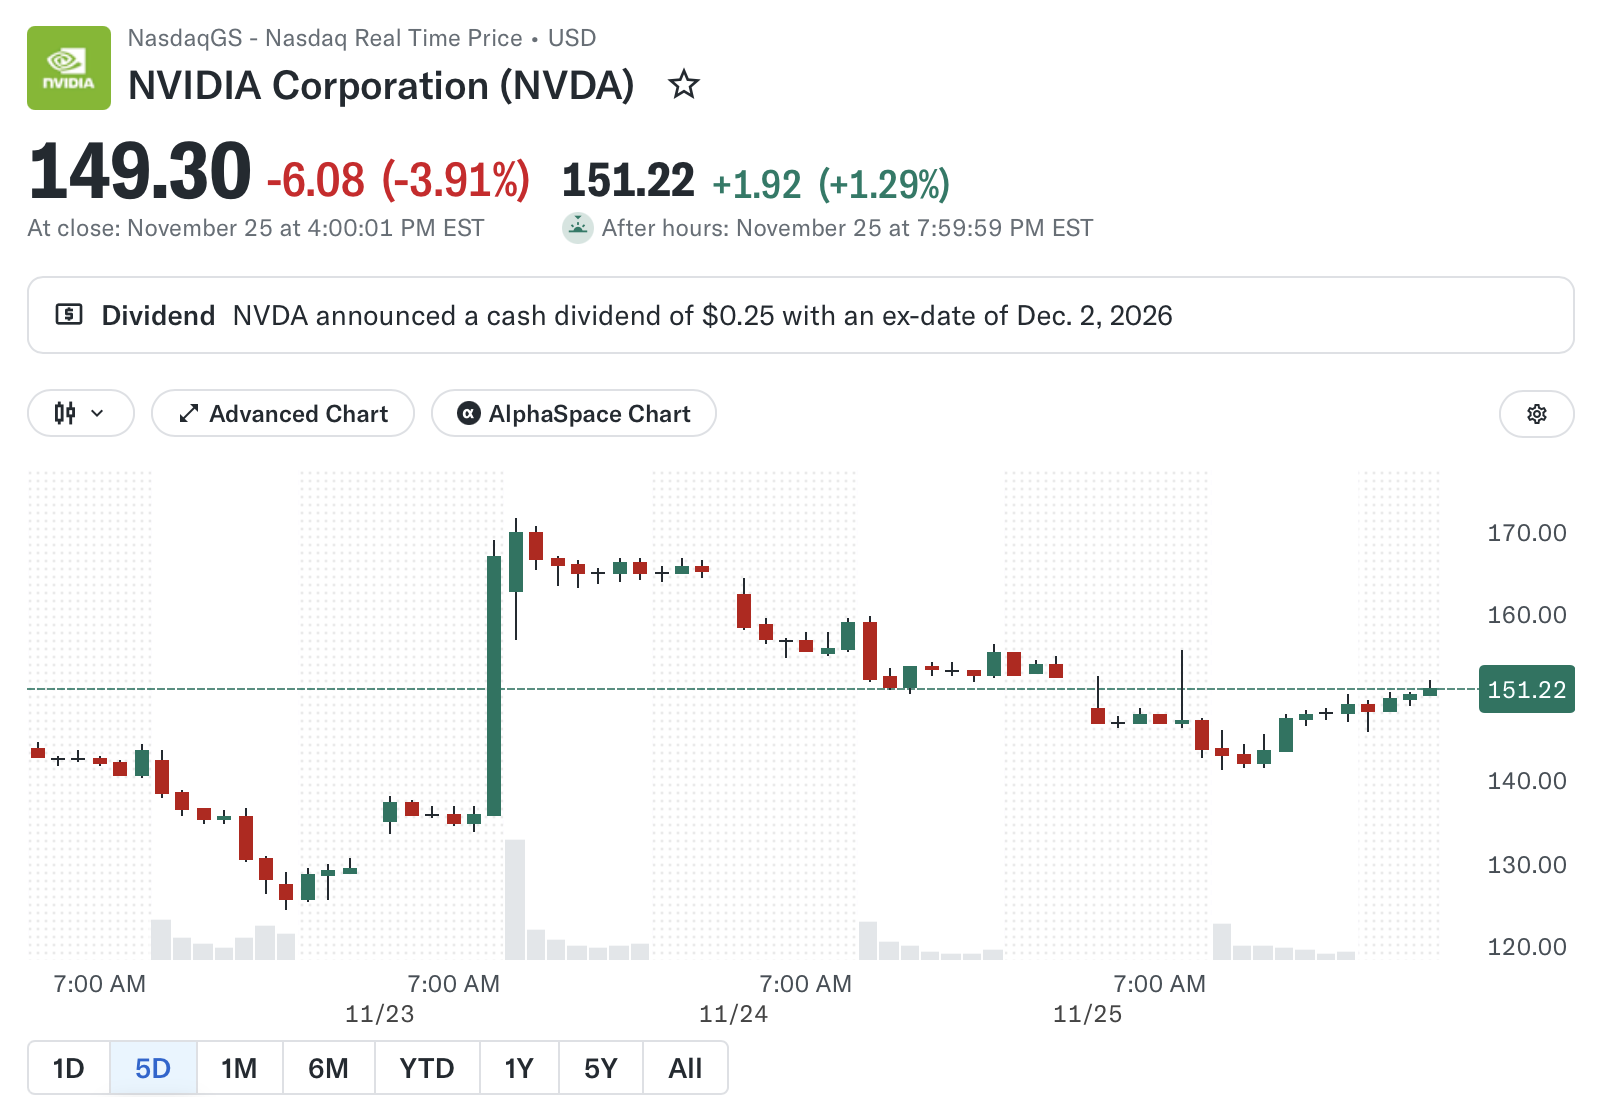 NVIDIA
NasdaqGS - Nasdaq Real Time Price • USD
NVIDIA Corporation (NVDA)
149.30 -6.08 (-3.91%) 151.22 +1.92 (+1.29%)
At close: November 25 at 4:00:01 PM EST After hours: November 25 at 7:59:59 PM EST
$ Dividend NVDA announced a cash dividend of $0.25 with an ex-date of Dec. 2, 2026
Advanced Chart α AlphaSpace Chart
170.00
160.00
151.22
140.00
130.00
120.00
7:00 AM 7:00 AM 7:00 AM 7:00 AM
11/23 11/24 11/25
1D 5D 1M 6M YTD 1Y 5Y All